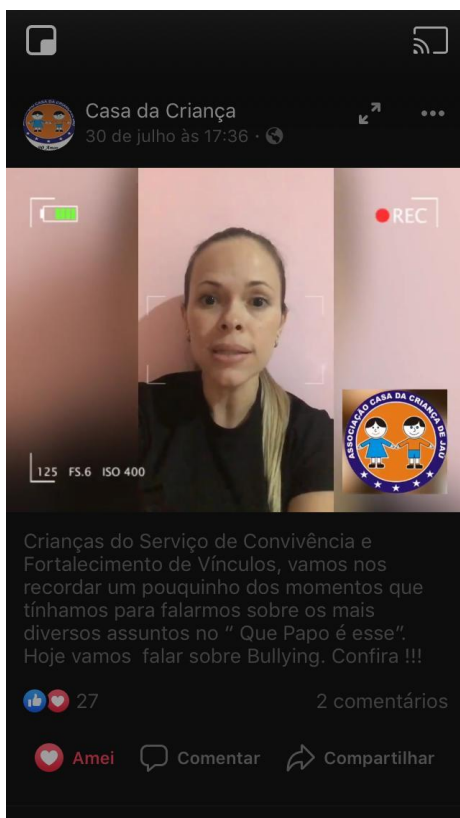 Casa da Criança
30 de julho às 17:36 ·
REC
ASSOCIAÇÃO CASA DA CRIANÇA DE JAÚ
125 FS.6 ISO 400
Crianças do Serviço de Convivência e
Fortalecimento de Vínculos, vamos nos
recordar um pouquinho dos momentos que
tínhamos para falarmos sobre os mais
diversos assuntos no “ Que Papo é esse”.
Hoje vamos falar sobre Bullying. Confira !!!
27
2 comentários
Amei
Comentar
Compartilhar